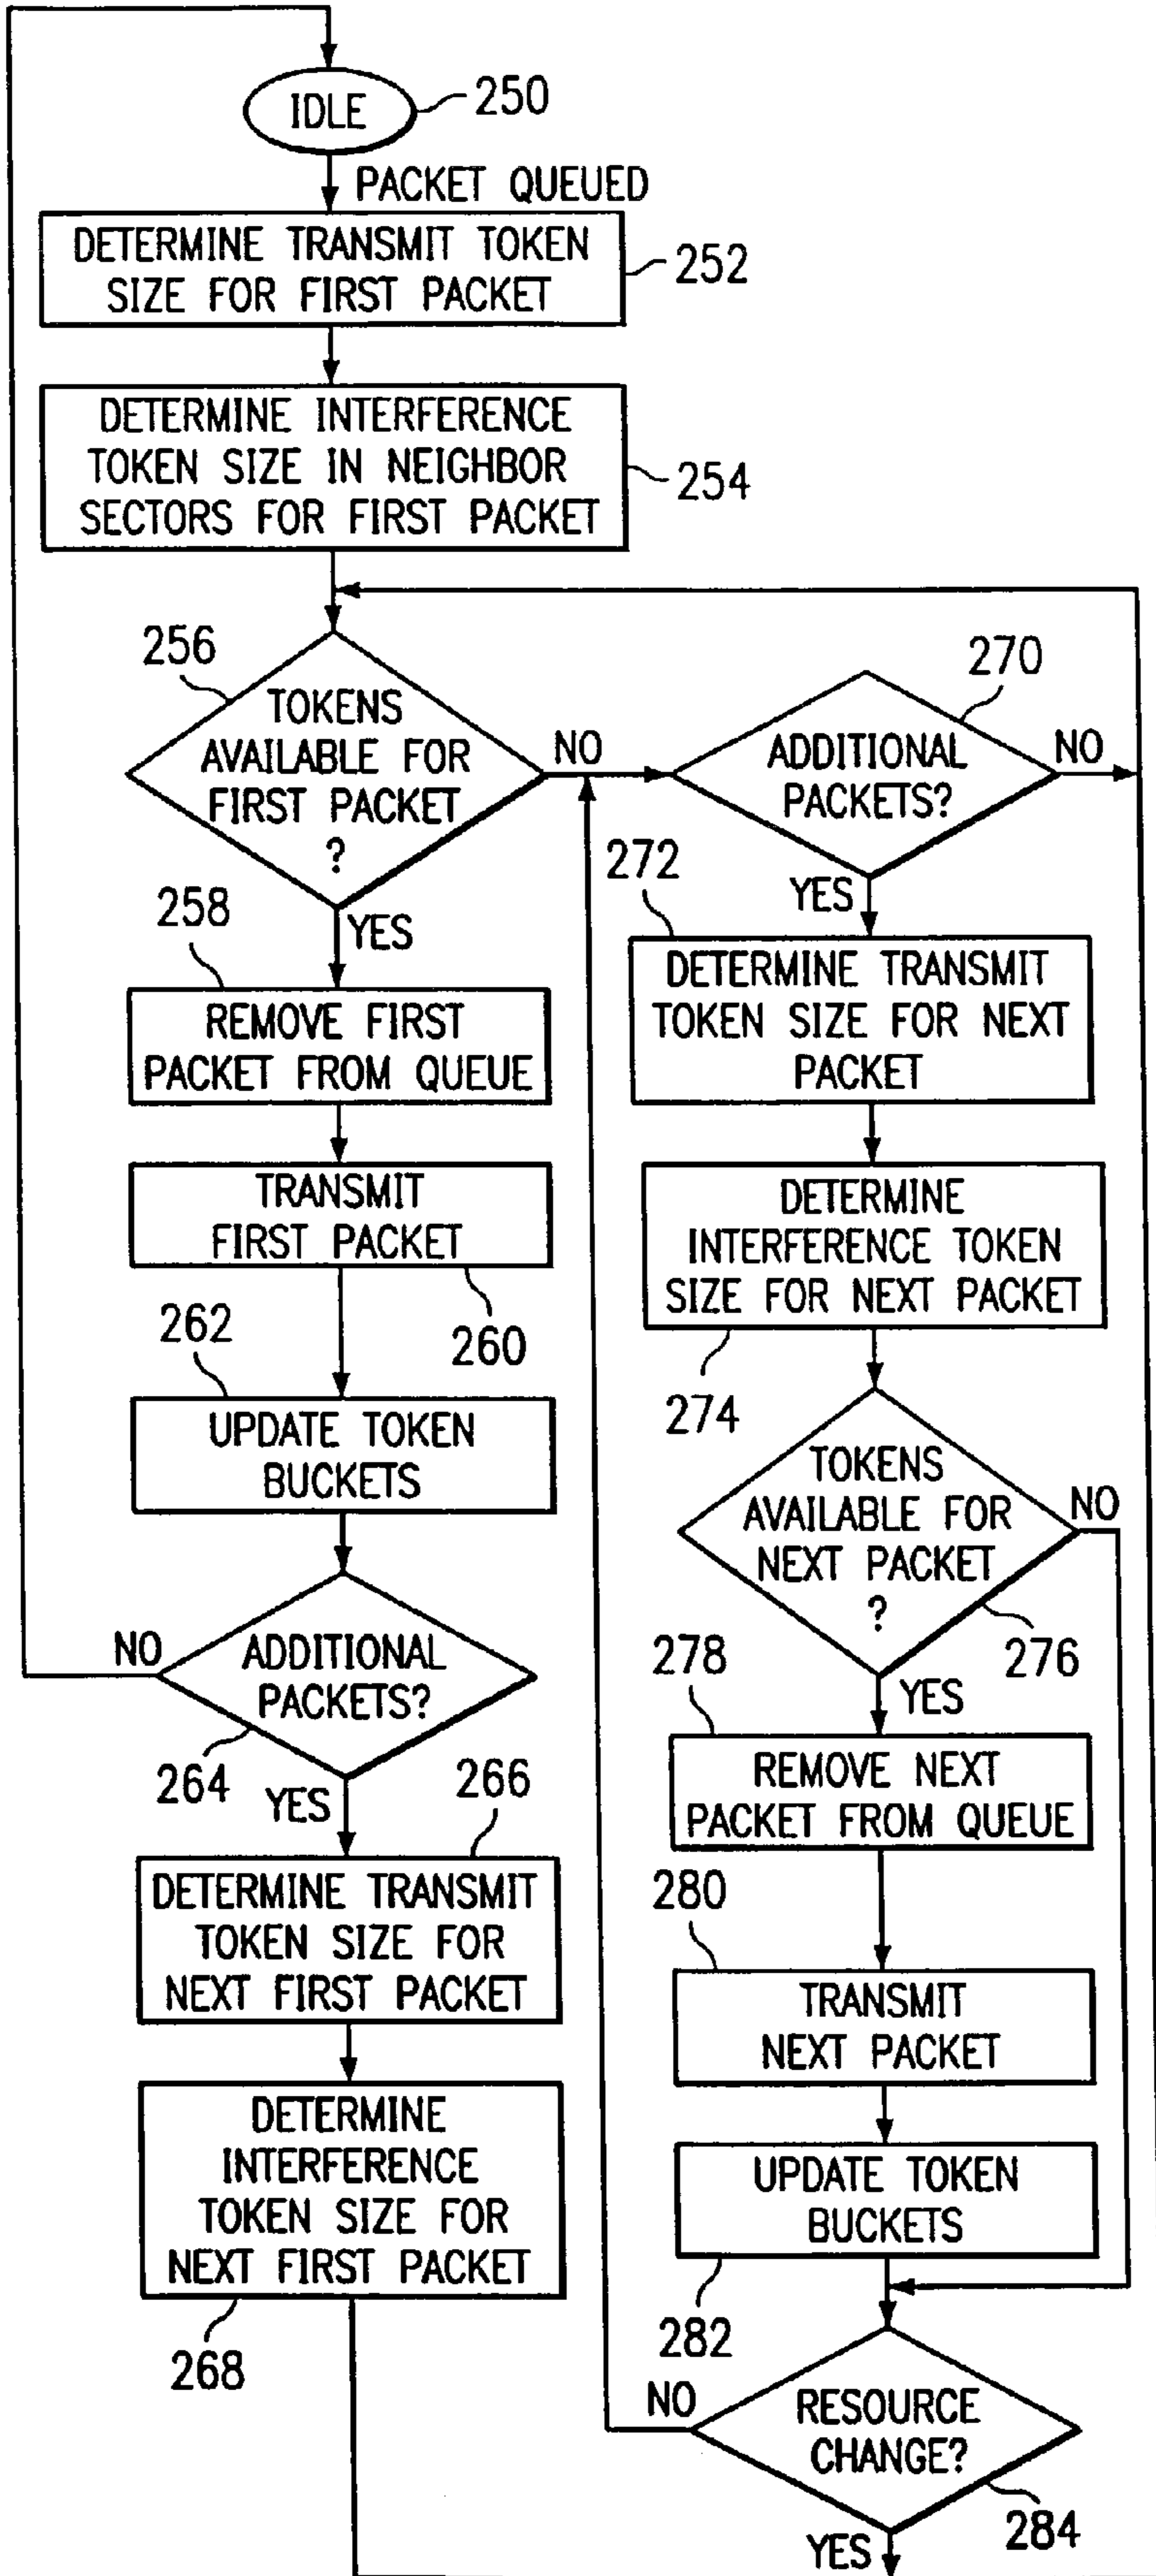 IDLE
250
PACKET QUEUED
DETERMINE TRANSMIT TOKEN
SIZE FOR FIRST PACKET
252
DETERMINE INTERFERENCE
TOKEN SIZE IN NEIGHBOR
SECTORS FOR FIRST PACKET
254
256
TOKENS
AVAILABLE FOR
FIRST PACKET
?
NO
YES
258
REMOVE FIRST
PACKET FROM QUEUE
TRANSMIT
FIRST PACKET
260
262
UPDATE TOKEN
BUCKETS
ADDITIONAL
PACKETS?
NO
264
YES
266
DETERMINE TRANSMIT
TOKEN SIZE FOR
NEXT FIRST PACKET
DETERMINE
INTERFERENCE
TOKEN SIZE FOR
NEXT FIRST PACKET
268
270
ADDITIONAL
PACKETS?
NO
YES
272
DETERMINE TRANSMIT
TOKEN SIZE FOR NEXT
PACKET
DETERMINE
INTERFERENCE TOKEN
SIZE FOR NEXT PACKET
274
TOKENS
AVAILABLE FOR
NEXT PACKET
?
NO
276
YES
278
REMOVE NEXT
PACKET FROM QUEUE
280
TRANSMIT
NEXT PACKET
UPDATE TOKEN
BUCKETS
282
RESOURCE
CHANGE?
NO
284
YES